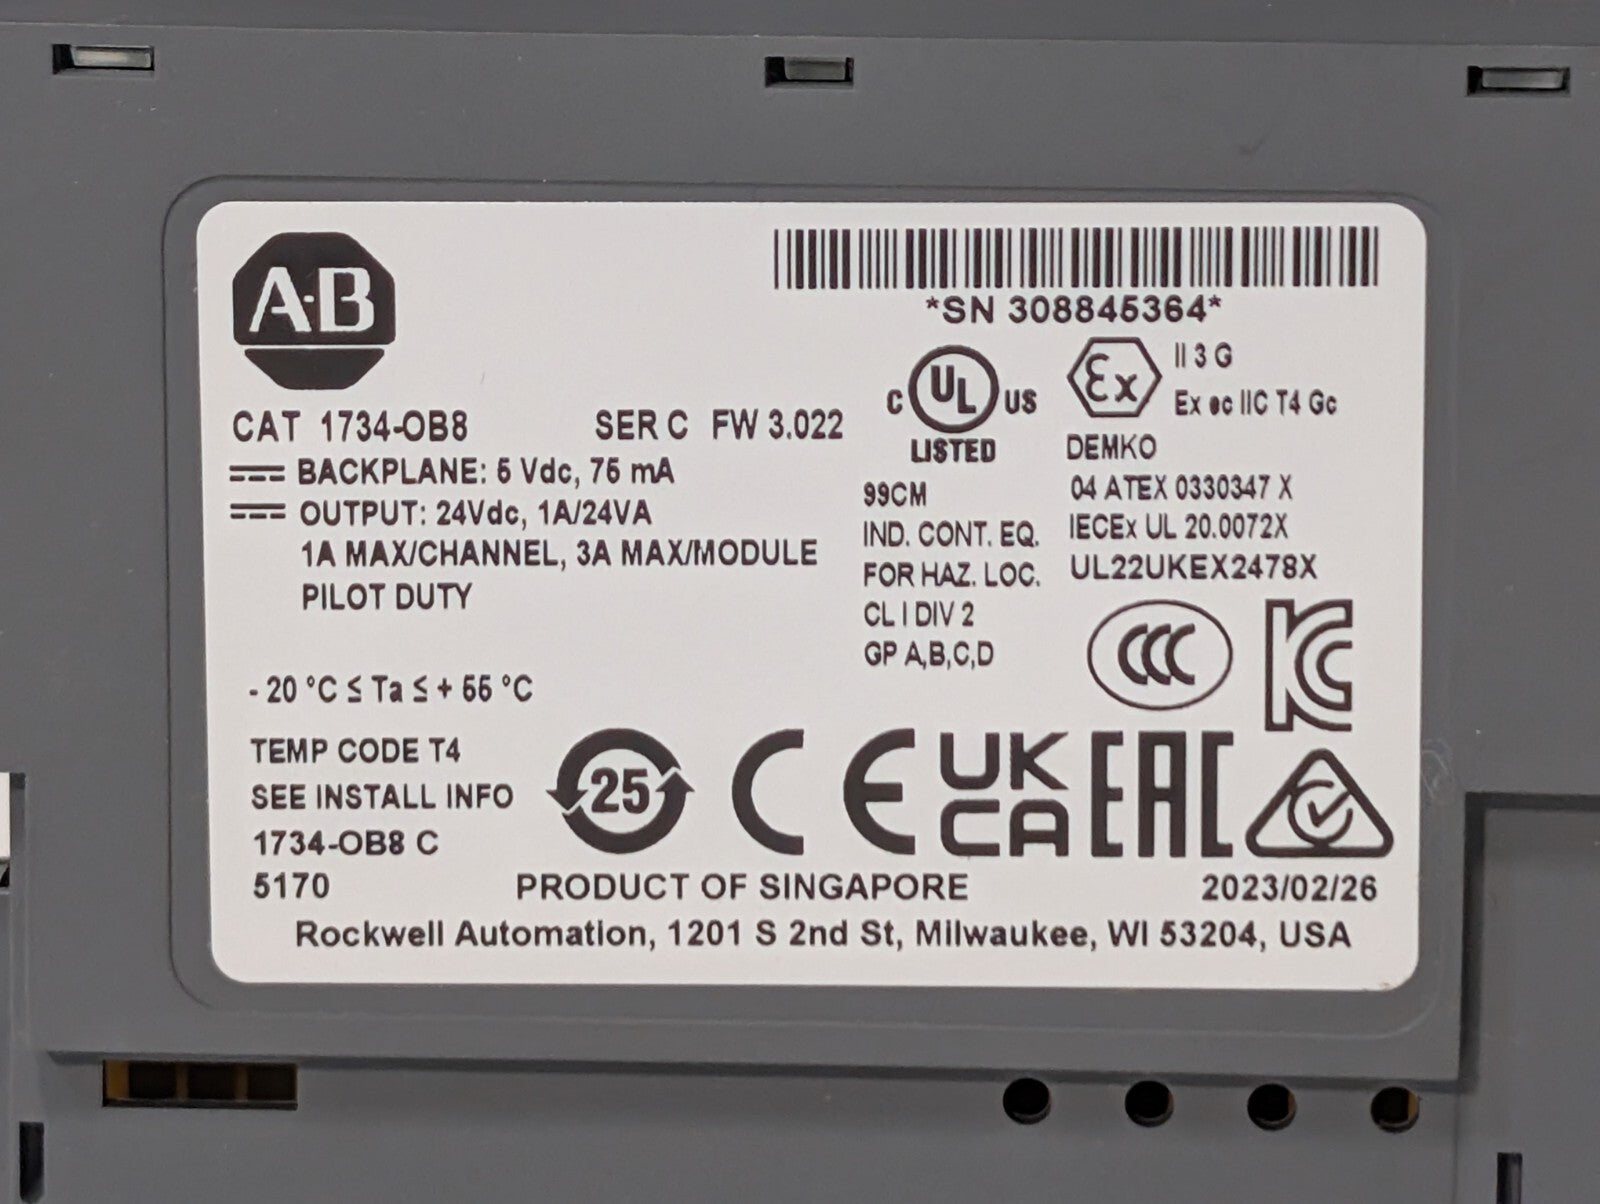 A·B
*SN 308845364*
CAT 1734-OB8 SER C FW 3.022
BACKPLANE: 5 Vdc, 75 mA
OUTPUT: 24Vdc, 1A/24VA
1A MAX/CHANNEL, 3A MAX/MODULE
PILOT DUTY
- 20 °C ≤ Ta ≤ + 55 °C
TEMP CODE T4
SEE INSTALL INFO
1734-OB8 C
5170
C UL US
LISTED
99CM
IND. CONT. EQ.
FOR HAZ. LOC.
CL I DIV 2
GP A,B,C,D
Ex II 3 G
Ex ec IIC T4 Gc
DEMKO
04 ATEX 0330347 X
IECEx UL 20.0072X
UL22UKEX2478X
CCC KC
25 CE UK CA EAC
PRODUCT OF SINGAPORE
2023/02/26
Rockwell Automation, 1201 S 2nd St, Milwaukee, WI 53204, USA